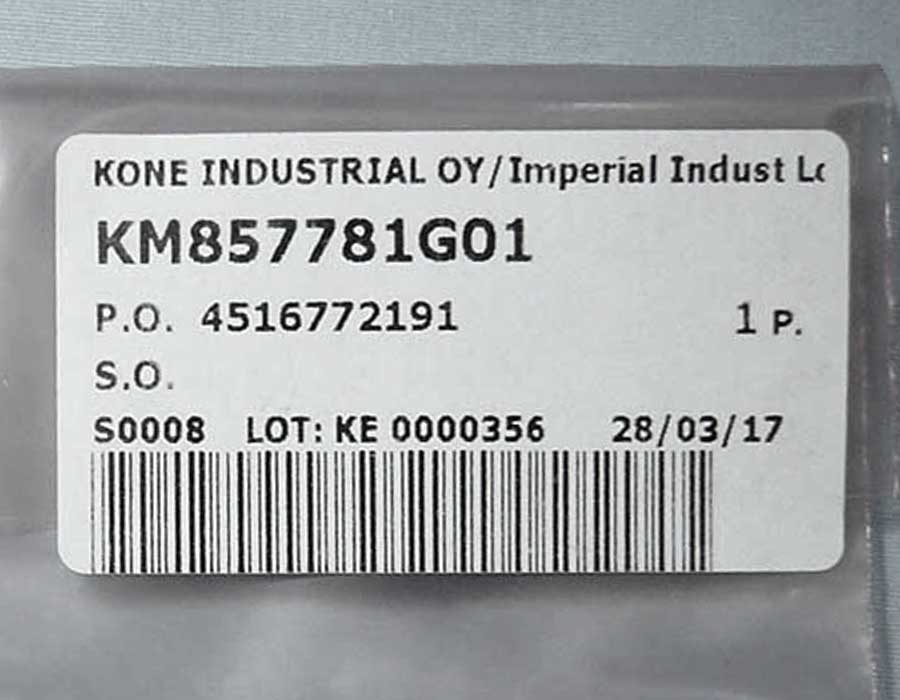 KONE INDUSTRIAL OY/Imperial Indust
KM857781G01
P.O. 4516772191 1 P.
S.O.
S0008 LOT: KE 0000356 28/03/17